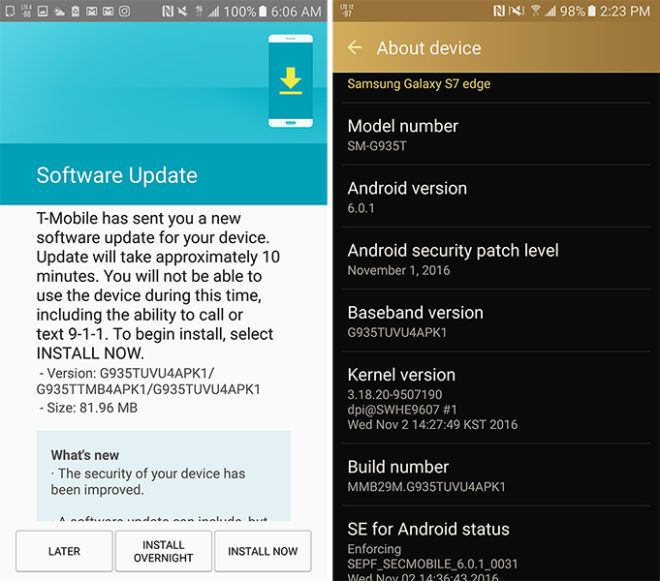 100% 6:06 AM
Software Update
T-Mobile has sent you a new
software update for your device.
Update will take approximately 10
minutes. You will not be able to
use the device during this time,
including the ability to call or
text 9-1-1. To begin install, select
INSTALL NOW.
- Version: G935TUVU4APK1/
G935TTMB4APK1/G935TUVU4APK1
- Size: 81.96 MB
What's new
· The security of your device has
been improved.
· A software update can include, but
LATER
INSTALL
OVERNIGHT
INSTALL NOW
LTE 12
-97
98% 2:23 PM
About device
Samsung Galaxy S7 edge
Model number
SM-G935T
Android version
6.0.1
Android security patch level
November 1, 2016
Baseband version
G935TUVU4APK1
Kernel version
3.18.20-9507190
dpi@SWHE9607 #1
Wed Nov 2 14:27:49 KST 2016
Build number
MMB29M.G935TUVU4APK1
SE for Android status
Enforcing
SEPF_SECMOBILE_6.0.1_0031
Wed Nov 02 14:36:43 2016